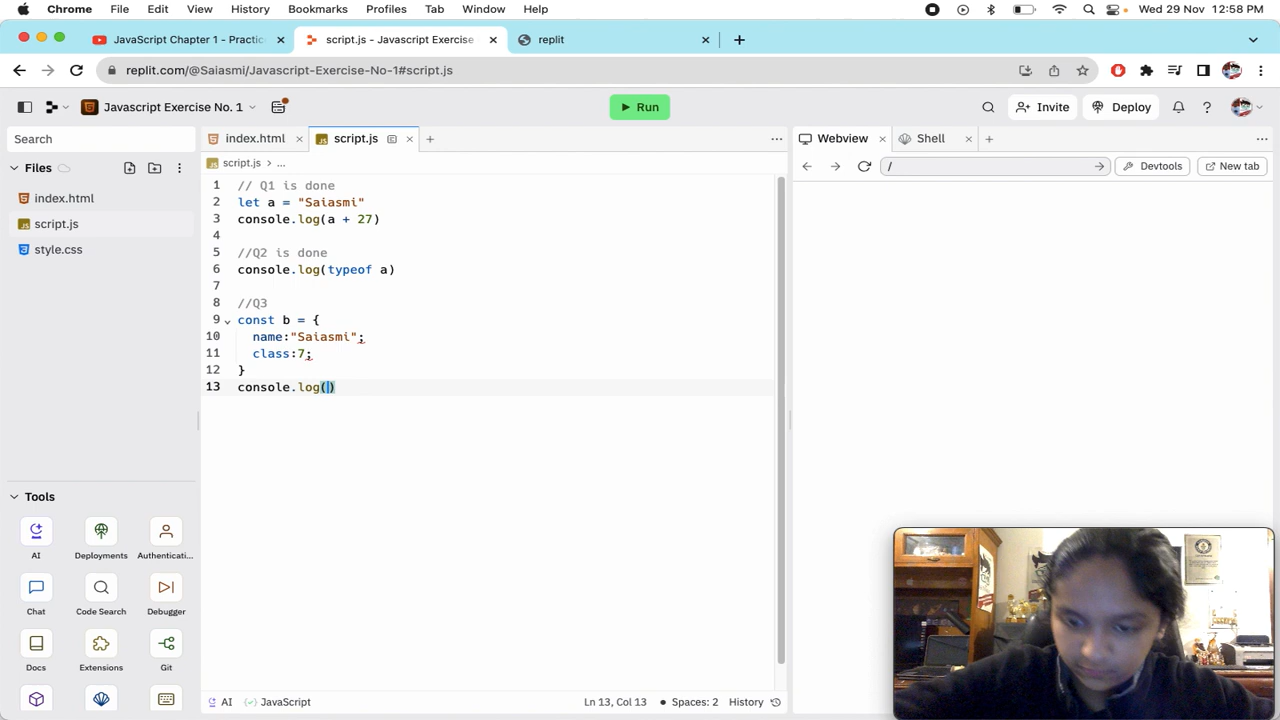 Chrome File Edit View History Bookmarks Profiles Tab Window Help Wed 29 Nov 12:58 PM
JavaScript Chapter 1 - Practic
script.js - Javascript Exercise
replit
replit.com/@Saiasmi/Javascript-Exercise-No-1#script.js
Javascript Exercise No. 1
Run
Invite
Deploy
Search
index.html
script.js
Webview
Shell
Files
script.js > ...
/
Devtools
New tab
index.html
script.js
style.css
1 // Q1 is done
2 let a = "Saiasmi"
3 console.log(a + 27)
4
5 //Q2 is done
6 console.log(typeof a)
7
8 //Q3
9 const b = {
10 name:"Saiasmi";
11 class:7;
12 }
13 console.log()
Tools
AI Deployments Authenticati...
Chat Code Search Debugger
Docs Extensions Git
AI JavaScript Ln 13, Col 13 Spaces: 2 History